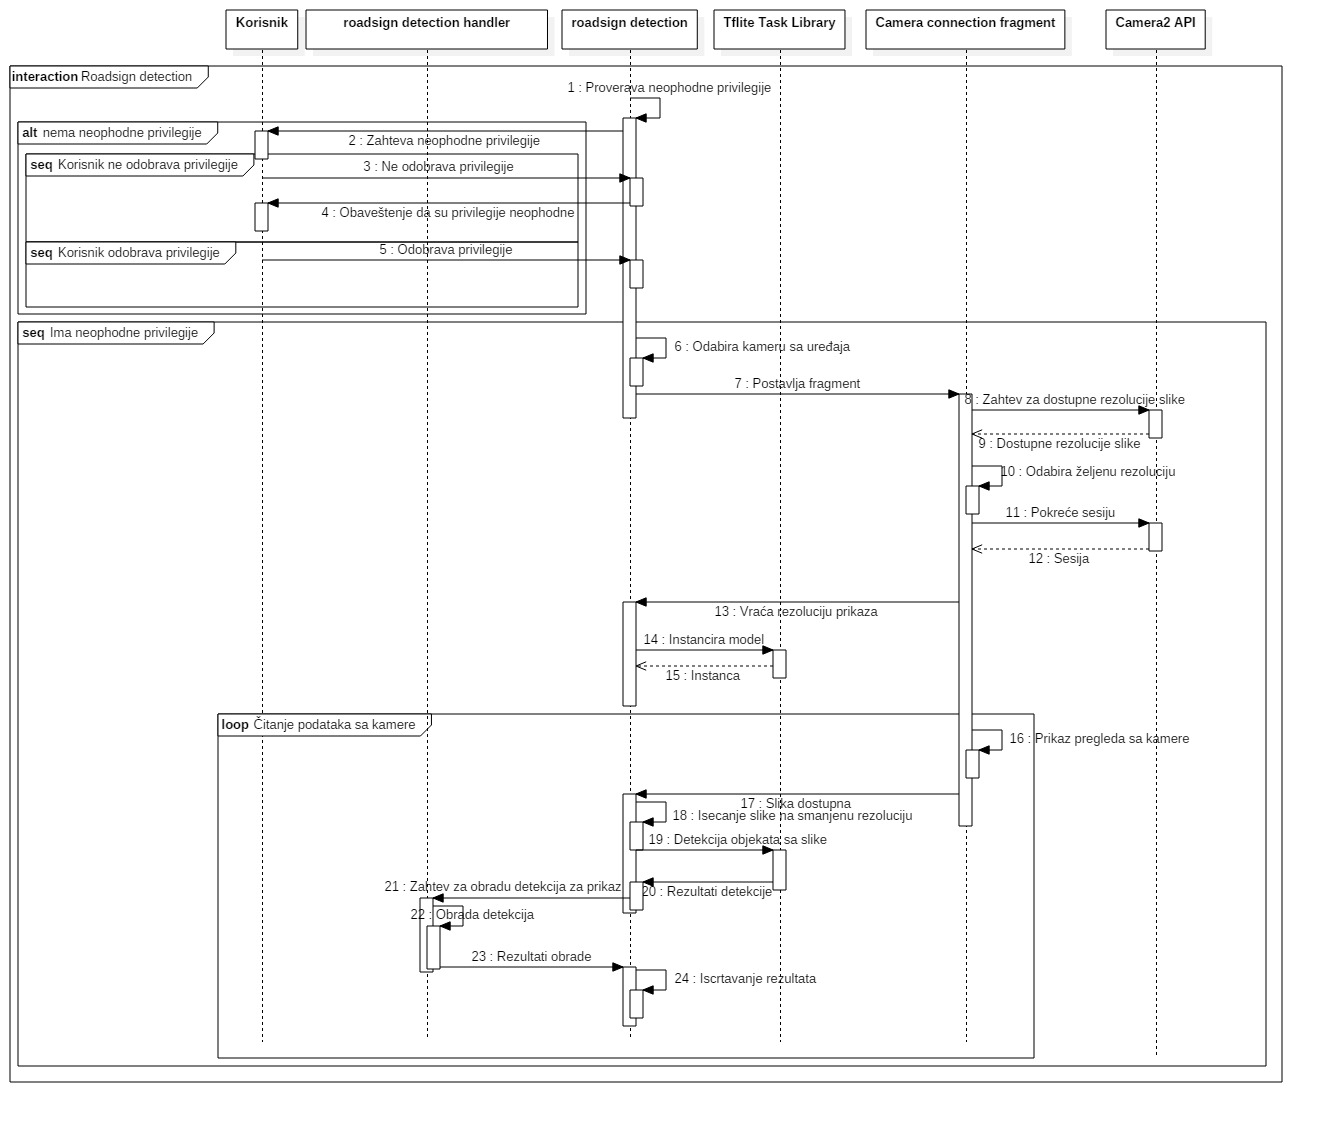 Korisnik
roadsign detection handler
roadsign detection
Tflite Task Library
Camera connection fragment
Camera2 API
interaction Roadsign detection
1 : Proverava neophodne privilegije
alt nema neophodne privilegije
2 : Zahteva neophodne privilegije
seq Korisnik ne odobrava privilegije
3 : Ne odobrava privilegije
4 : Obaveštenje da su privilegije neophodne
seq Korisnik odobrava privilegije
5 : Odobrava privilegije
seq Ima neophodne privilegije
6 : Odabira kameru sa uređaja
7 : Postavlja fragment
8 : Zahtev za dostupne rezolucije slike
9 : Dostupne rezolucije slike
10 : Odabira željenu rezoluciju
11 : Pokreće sesiju
12 : Sesija
13 : Vraća rezoluciju prikaza
14 : Instancira model
15 : Instanca
loop Čitanje podataka sa kamere
16 : Prikaz pregleda sa kamere
17 : Slika dostupna
18 : Isecanje slike na smanjenu rezoluciju
19 : Detekcija objekata sa slike
21 : Zahtev za obradu detekcija za prikaz
20 : Rezultati detekcije
22 : Obrada detekcija
23 : Rezultati obrade
24 : Iscrtavanje rezultata